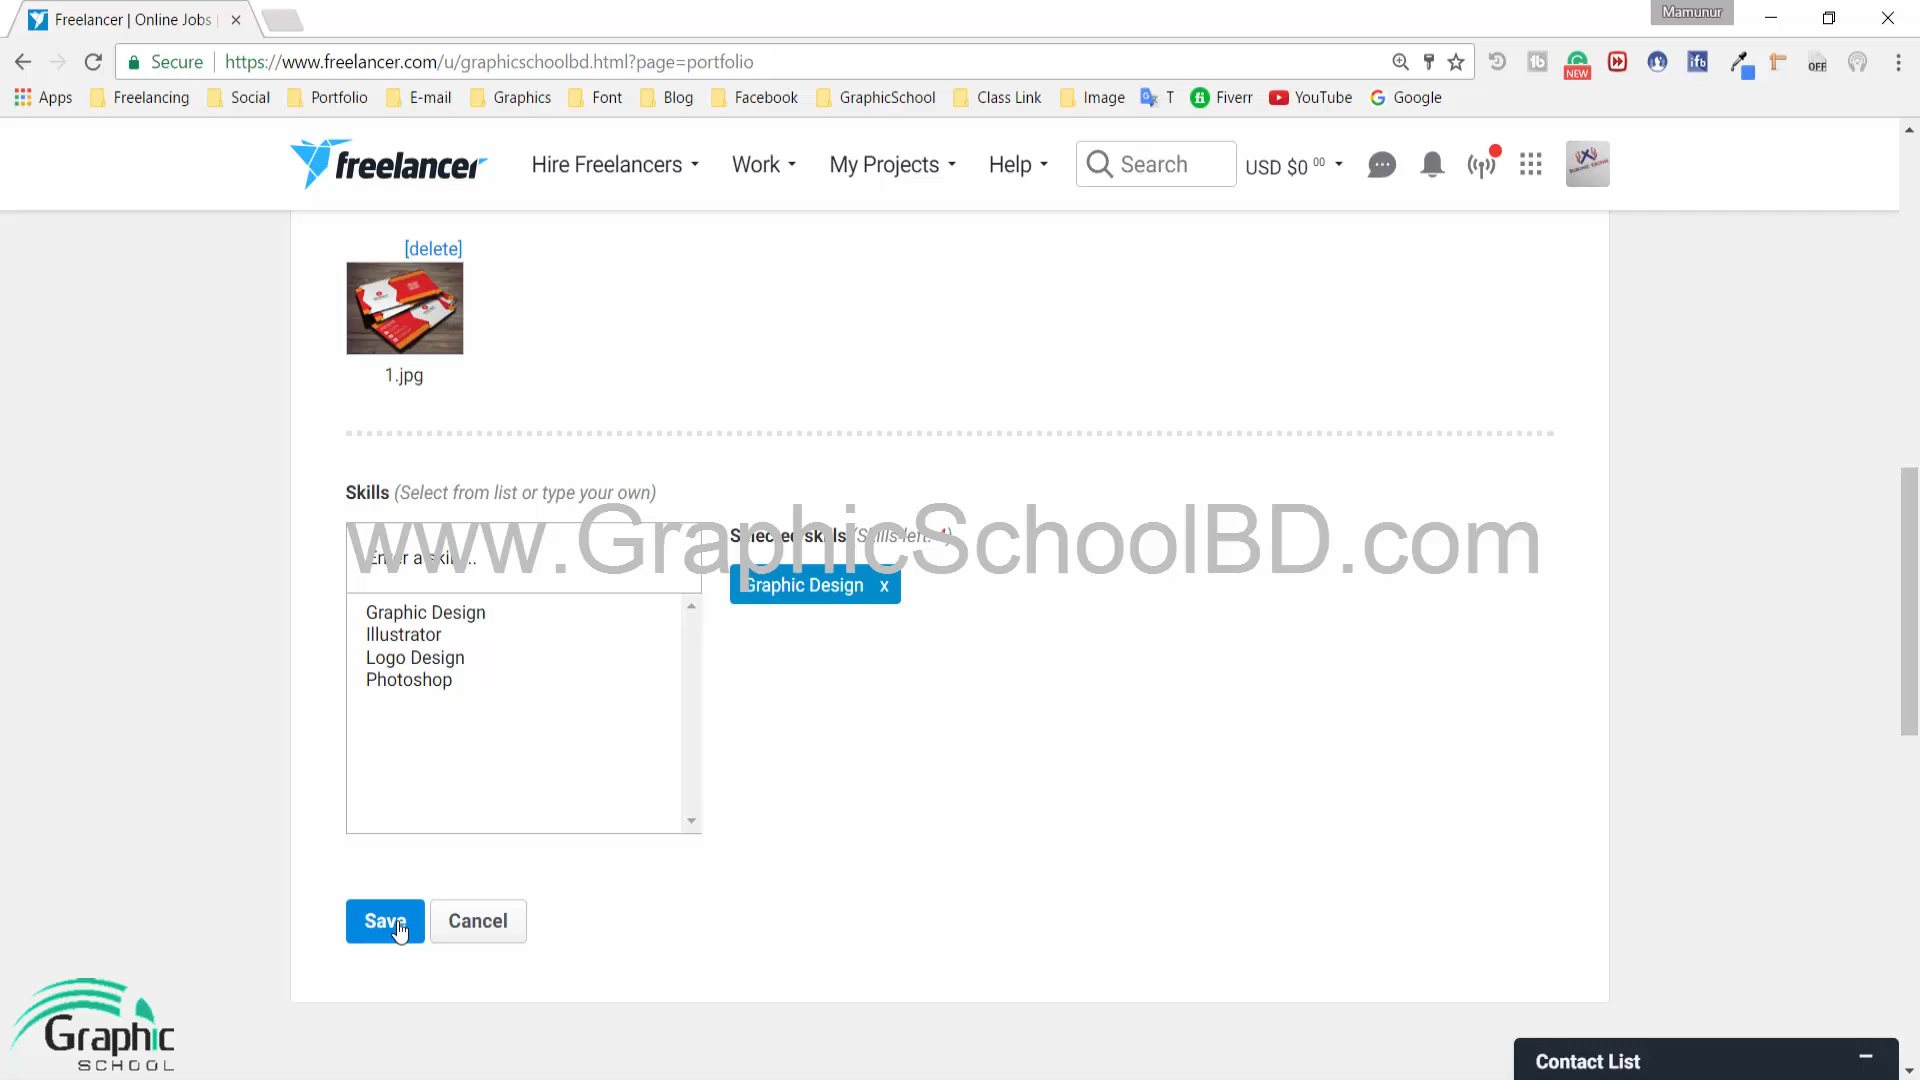 Freelancer | Online Jobs
Mamunur
Secure https://www.freelancer.com/u/graphicschoolbd.html?page=portfolio
NEW
OFF
Apps Freelancing Social Portfolio E-mail Graphics Font Blog Facebook GraphicSchool Class Link Image T Fiverr YouTube Google
freelancer Hire Freelancers Work My Projects Help Search USD $0 00
[delete]
1.jpg
Skills (Select from list or type your own)
www.GraphicSchoolBD.com
Selected skills (Skills left: 4)
Enter a skill...
Graphic Design x
Graphic Design
Illustrator
Logo Design
Photoshop
Save Cancel
Graphic
SCHOOL
Contact List